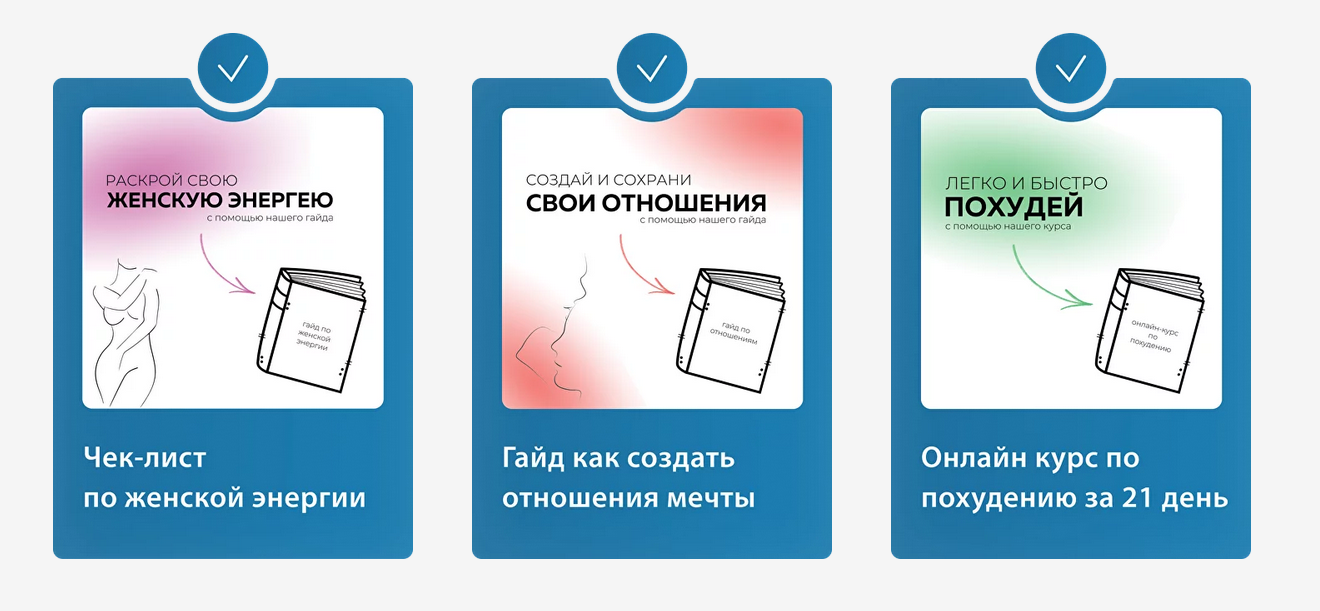 РАСКРОЙ СВОЮ
ЖЕНСКУЮ ЭНЕРГЕЮ
с помощью нашего гайда
гайд по
женской
энергии
Чек-лист
по женской энергии
СОЗДАЙ И СОХРАНИ
СВОИ ОТНОШЕНИЯ
с помощью нашего гайда
гайд по
отношениям
Гайд как создать
отношения мечты
ЛЕГКО И БЫСТРО
ПОХУДЕЙ
с помощью нашего курса
онлайн-курс
по
похудению
Онлайн курс по
похудению за 21 день